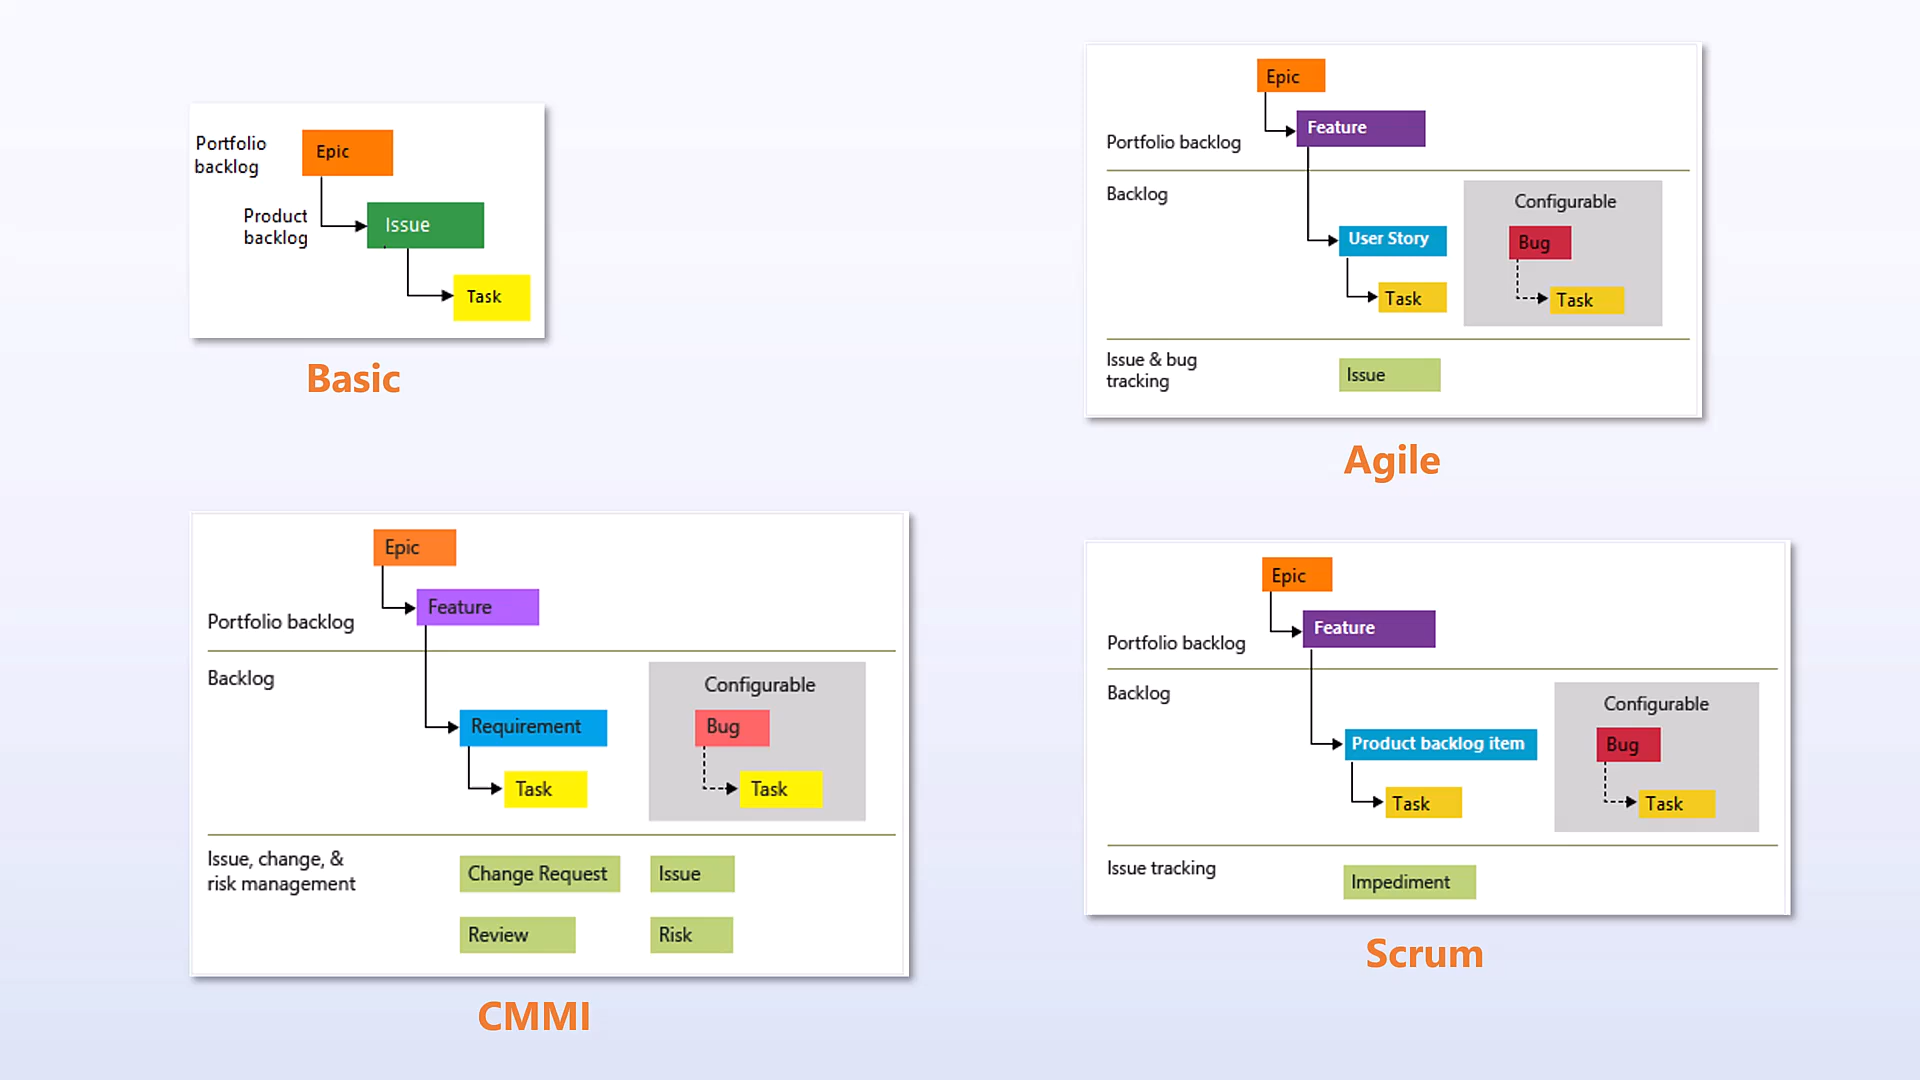 Portfolio
backlog
Epic
Product
backlog
Issue
Task
Basic
Epic
Feature
Portfolio backlog
Backlog
Configurable
User Story
Bug
Task
Task
Issue & bug
tracking
Issue
Agile
Epic
Feature
Portfolio backlog
Backlog
Configurable
Requirement
Bug
Task
Task
Issue, change, &
risk management
Change Request
Issue
Review
Risk
CMMI
Epic
Feature
Portfolio backlog
Backlog
Configurable
Product backlog item
Bug
Task
Task
Issue tracking
Impediment
Scrum